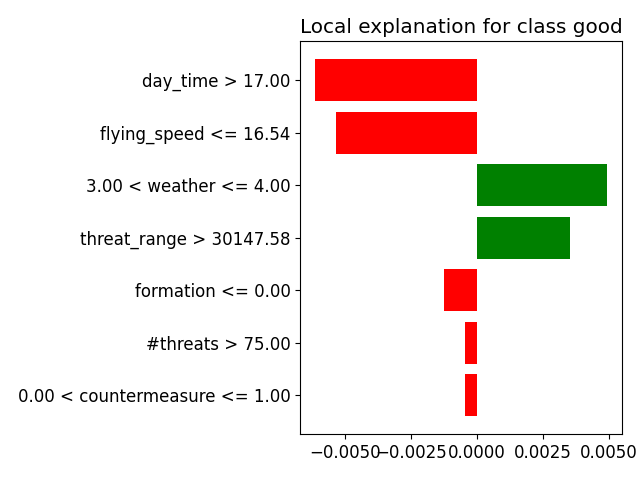 Local explanation for class good
day_time > 17.00
flying_speed <= 16.54
3.00 < weather <= 4.00
threat_range > 30147.58
formation <= 0.00
#threats > 75.00
0.00 < countermeasure <= 1.00
−0.0050 −0.0025 0.0000 0.0025 0.0050